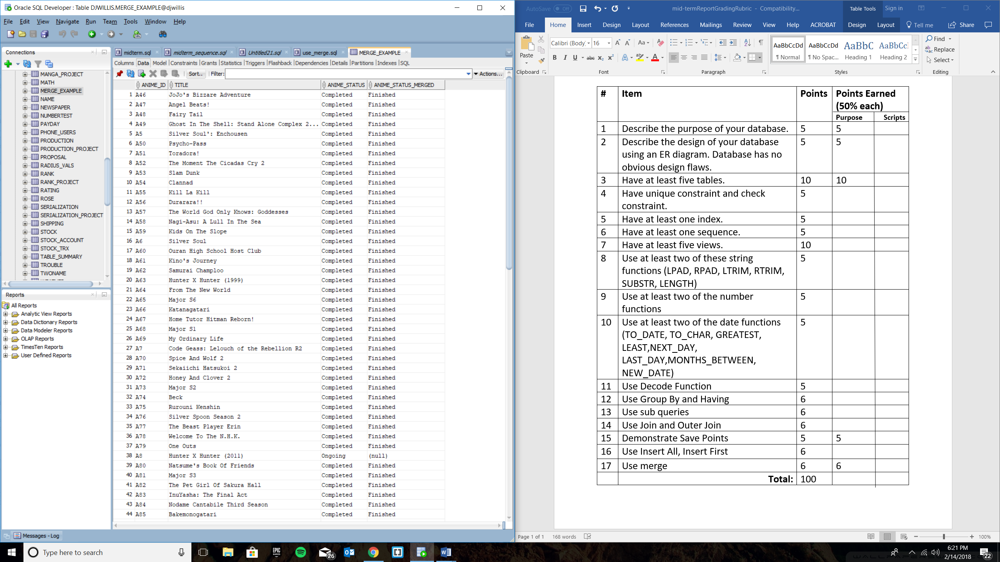 Oracle SQL Developer : Table DJWILLIS.MERGE_EXAMPLE@djwillis
File Edit View Navigate Run Team Tools Window Help
Connections
MANGA_PROJECT
MATH
MERGE_EXAMPLE
NAME
NEWSPAPER
NUMBERTEST
PAYDAY
PHONE_USERS
PRODUCTION
PRODUCTION_PROJECT
PROPOSAL
RADIUS_VALS
RANK
RANK_PROJECT
RATING
ROSE
SERIALIZATION
SERIALIZATION_PROJECT
SHIPPING
STOCK
STOCK_ACCOUNT
STOCK_TRX
TABLE_SUMMARY
TROUBLE
TWONAME
Reports
All Reports
Analytic View Reports
Data Dictionary Reports
Data Modeler Reports
OLAP Reports
TimesTen Reports
User Defined Reports
midterm.sql midterm_sequence.sql Untitled21.sql use_merge.sql MERGE_EXAMPLE
Columns Data Model Constraints Grants Statistics Triggers Flashback Dependencies Details Partitions Indexes SQL
Sort.. Filter: Actions...
ANIME_ID TITLE ANIME_STATUS ANIME_STATUS_MERGED
1 A46 JoJo's Bizzare Adventure Completed Finished
2 A47 Angel Beats! Completed Finished
3 A48 Fairy Tail Completed Finished
4 A49 Ghost In The Shell: Stand Alone Complex 2... Completed Finished
5 A5 Silver Soul': Enchousen Completed Finished
6 A50 Psycho-Pass Completed Finished
7 A51 Toradora! Completed Finished
8 A52 The Moment The Cicadas Cry 2 Completed Finished
9 A53 Slam Dunk Completed Finished
10 A54 Clannad Completed Finished
11 A55 Kill La Kill Completed Finished
12 A56 Durarara!! Completed Finished
13 A57 The World God Only Knows: Goddesses Completed Finished
14 A58 Nagi-Asu: A Lull In The Sea Completed Finished
15 A59 Kids On The Slope Completed Finished
16 A6 Silver Soul Completed Finished
17 A60 Ouran High School Host Club Completed Finished
18 A61 Kino's Journey Completed Finished
19 A62 Samurai Champloo Completed Finished
20 A63 Hunter X Hunter (1999) Completed Finished
21 A64 From The New World Completed Finished
22 A65 Major S6 Completed Finished
23 A66 Katanagatari Completed Finished
24 A67 Home Tutor Hitman Reborn! Completed Finished
25 A68 Major S1 Completed Finished
26 A69 My Ordinary Life Completed Finished
27 A7 Code Geass: Lelouch of the Rebellion R2 Completed Finished
28 A70 Spice And Wolf 2 Completed Finished
29 A71 Sekaiichi Hatsukoi 2 Completed Finished
30 A72 Honey And Clover 2 Completed Finished
31 A73 Major S2 Completed Finished
32 A74 Beck Completed Finished
33 A75 Rurouni Kenshin Completed Finished
34 A76 Silver Spoon Season 2 Completed Finished
35 A77 The Beast Player Erin Completed Finished
36 A78 Welcome To The N.H.K. Completed Finished
37 A79 One Outs Completed Finished
38 A8 Hunter X Hunter (2011) Ongoing (null)
39 A80 Natsume's Book Of Friends Completed Finished
40 A81 Major S3 Completed Finished
41 A82 The Pet Girl Of Sakura Hall Completed Finished
42 A83 InuYasha: The Final Act Completed Finished
43 A84 Nodame Cantabile Third Season Completed Finished
44 A85 Bakemonogatari Completed Finished
Messages - Log
AutoSave Off mid-termReportGradingRubric - Compatibility... Table Tools Sign in
File Home Insert Design Layout References Mailings Review View Help ACROBAT Design Layout Tell me Share
Paste
Calibri (Body) 16
B I U abc
AaBbCcDd AaBbCcDd AaBbC AaBbCcI
¶ Normal ¶ No Spac... Heading 1 Heading 2
Find
Replace
Select
Clipboard Font Paragraph Styles Editing
# Item Points Points Earned
(50% each)
Purpose Scripts
1 Describe the purpose of your database. 5 5
2 Describe the design of your database 5 5
using an ER diagram. Database has no
obvious design flaws.
3 Have at least five tables. 10 10
4 Have unique constraint and check 5
constraint.
5 Have at least one index. 5
6 Have at least one sequence. 5
7 Have at least five views. 10
8 Use at least two of these string 5
functions (LPAD, RPAD, LTRIM, RTRIM,
SUBSTR, LENGTH)
9 Use at least two of the number 5
functions
10 Use at least two of the date functions 5
(TO_DATE, TO_CHAR, GREATEST,
LEAST,NEXT_DAY,
LAST_DAY,MONTHS_BETWEEN,
NEW_DATE)
11 Use Decode Function 5
12 Use Group By and Having 6
13 Use sub queries 6
14 Use Join and Outer Join 6
15 Demonstrate Save Points 5 5
16 Use Insert All, Insert First 6
17 Use merge 6 6
Total: 100
Page 1 of 1 168 words 100%
Type here to search
EPIC GAMES
26
6:21 PM
2/14/2018
22